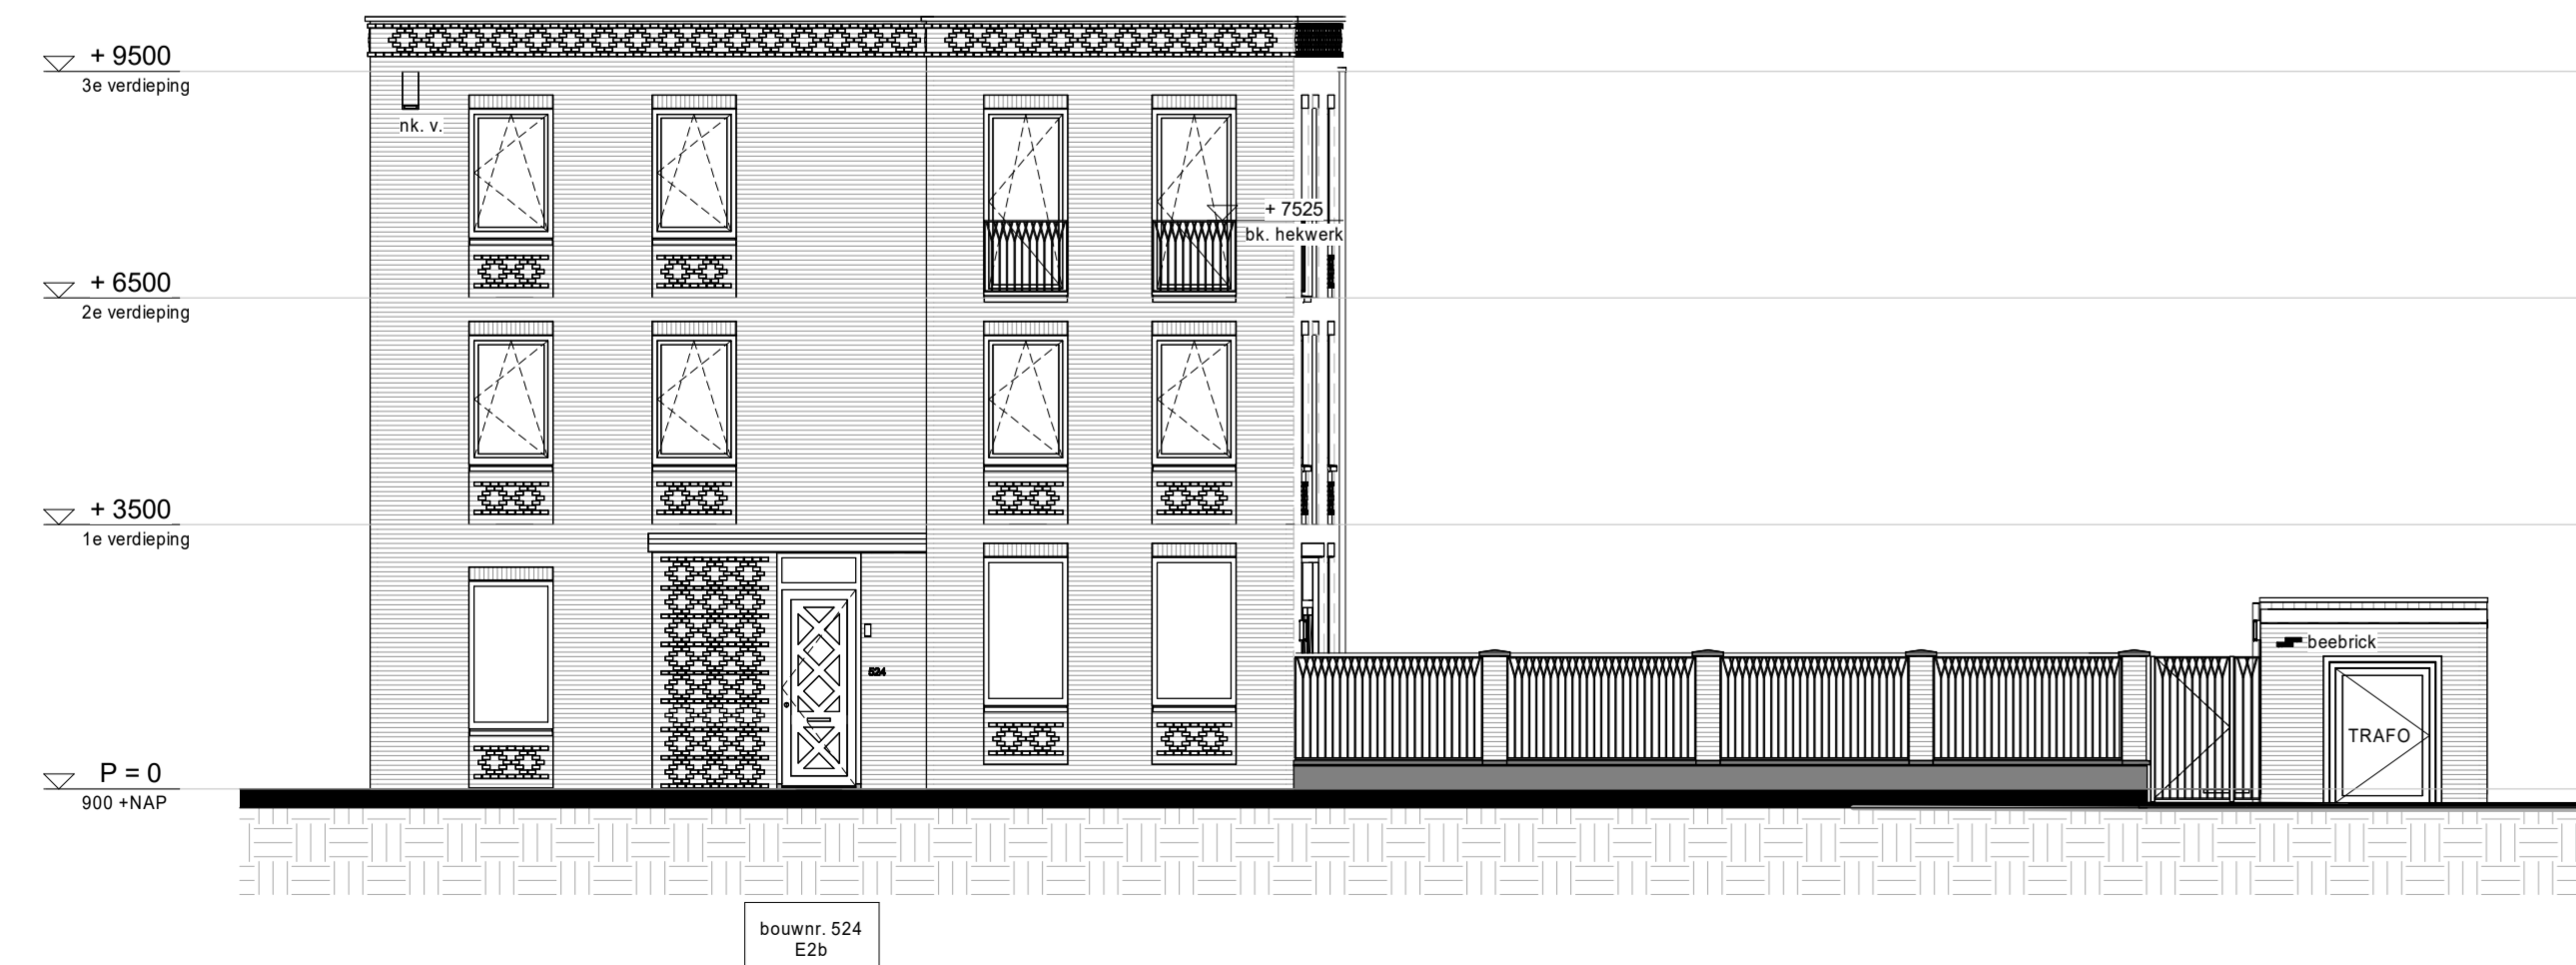 + 9500
3e verdieping
nk. v.
+ 7525
bk. hekwerk
+ 6500
2e verdieping
+ 3500
1e verdieping
beebrick
524
TRAFO
P = 0
900 +NAP
bouwnr. 524
E2b